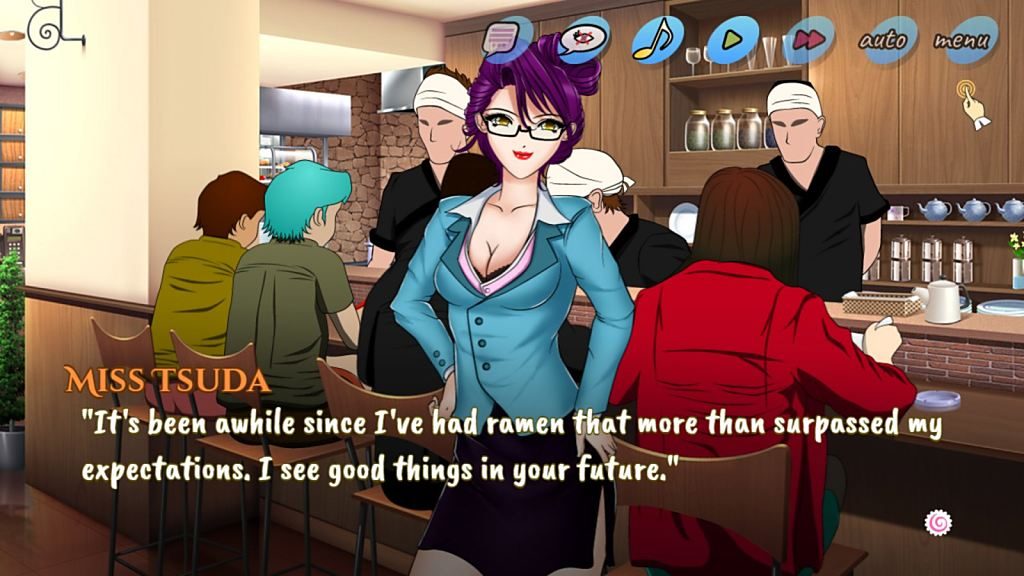 auto menu
Miss Tsuda
"It's been awhile since I've had ramen that more than surpassed my
expectations. I see good things in your future."